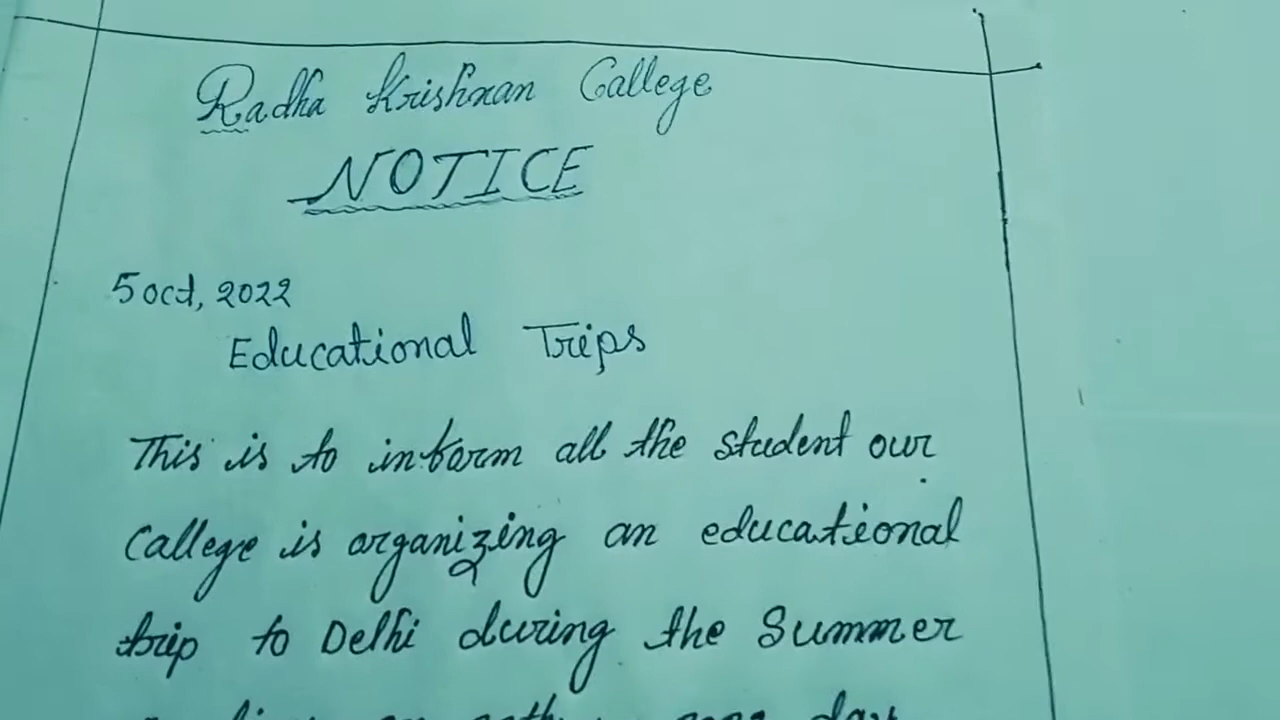 Radha Krishnan Callege
NOTICE
5 oct, 2022
Educational Trips
This is to inform all the student our
Callege is organizing an educational
trip to Delhi during the Summer
day